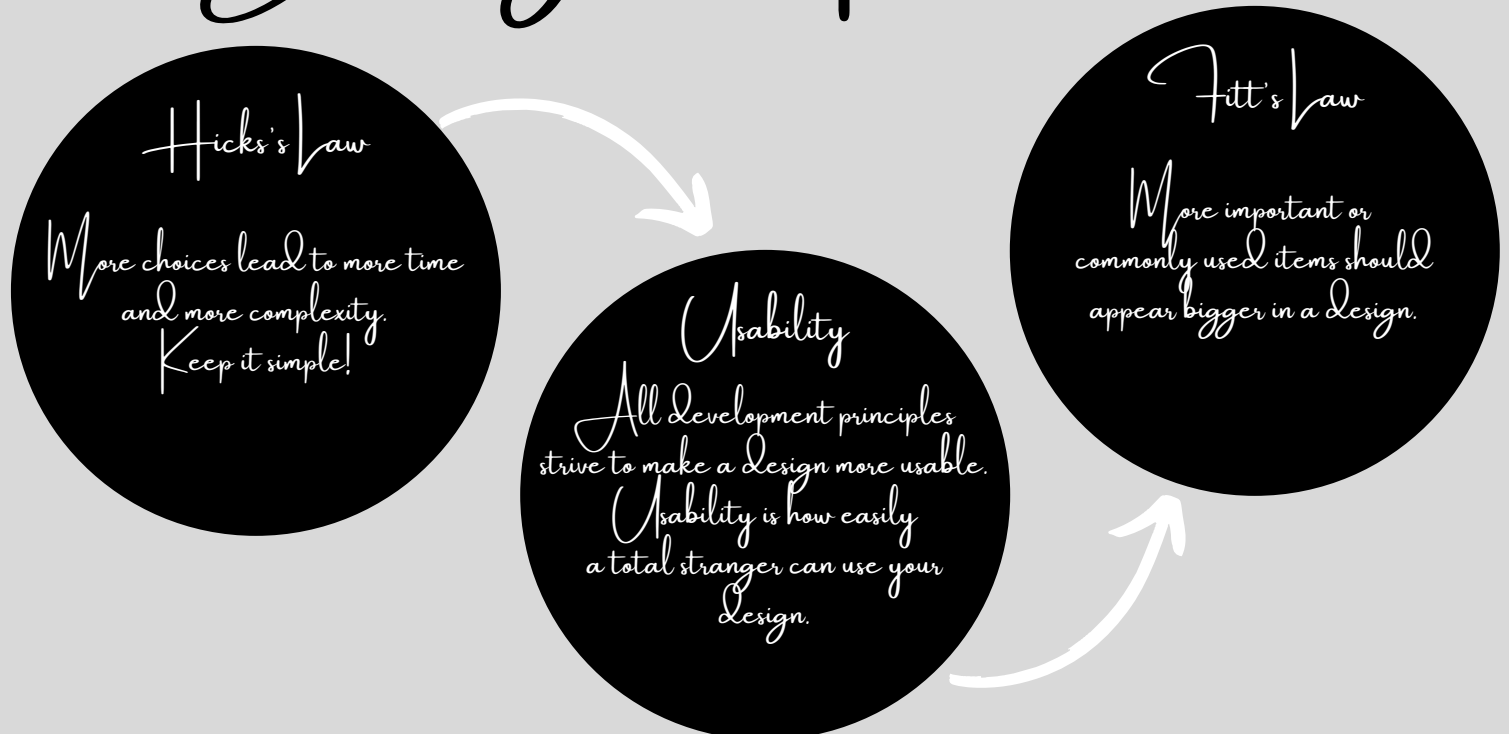 Hicks's Law
More choices lead to more time
and more complexity.
Keep it simple!
Usability
All development principles
strive to make a design more usable.
Usability is how easily
a total stranger can use your
design.
Fitt's Law
More important or
commonly used items should
appear bigger in a design.